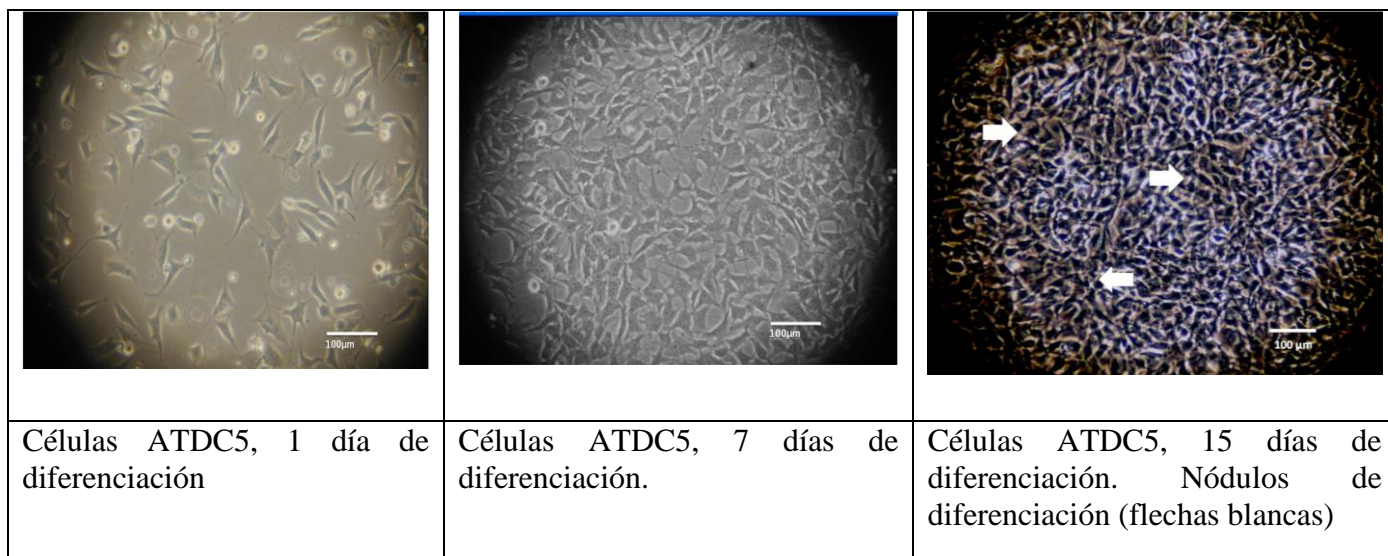 100µm
100µm
100 µm
Células ATDC5, 1 día de
diferenciación
Células ATDC5, 7 días de
diferenciación.
Células ATDC5, 15 días de
diferenciación. Nódulos de
diferenciación (flechas blancas)